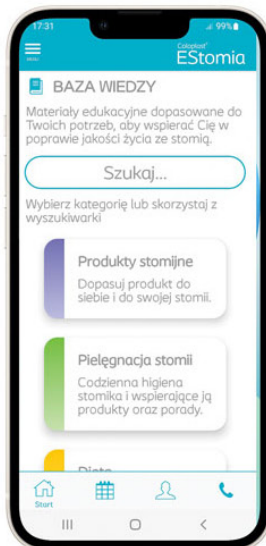 17:31
99%
MENU
Coloplast®
EStomia
BAZA WIEDZY
Materiały edukacyjne dopasowane do
Twoich potrzeb, aby wspierać Cię w
poprawie jakości życia ze stomią.
Szukaj...
Wybierz kategorię lub skorzystaj z
wyszukiwarki
Produkty stomijne
Dopasuj produkt do
siebie i do swojej stomii.
Pielęgnacja stomii
Codzienna higiena
stomika i wspierające ją
produkty oraz porady.
Dieta
Start